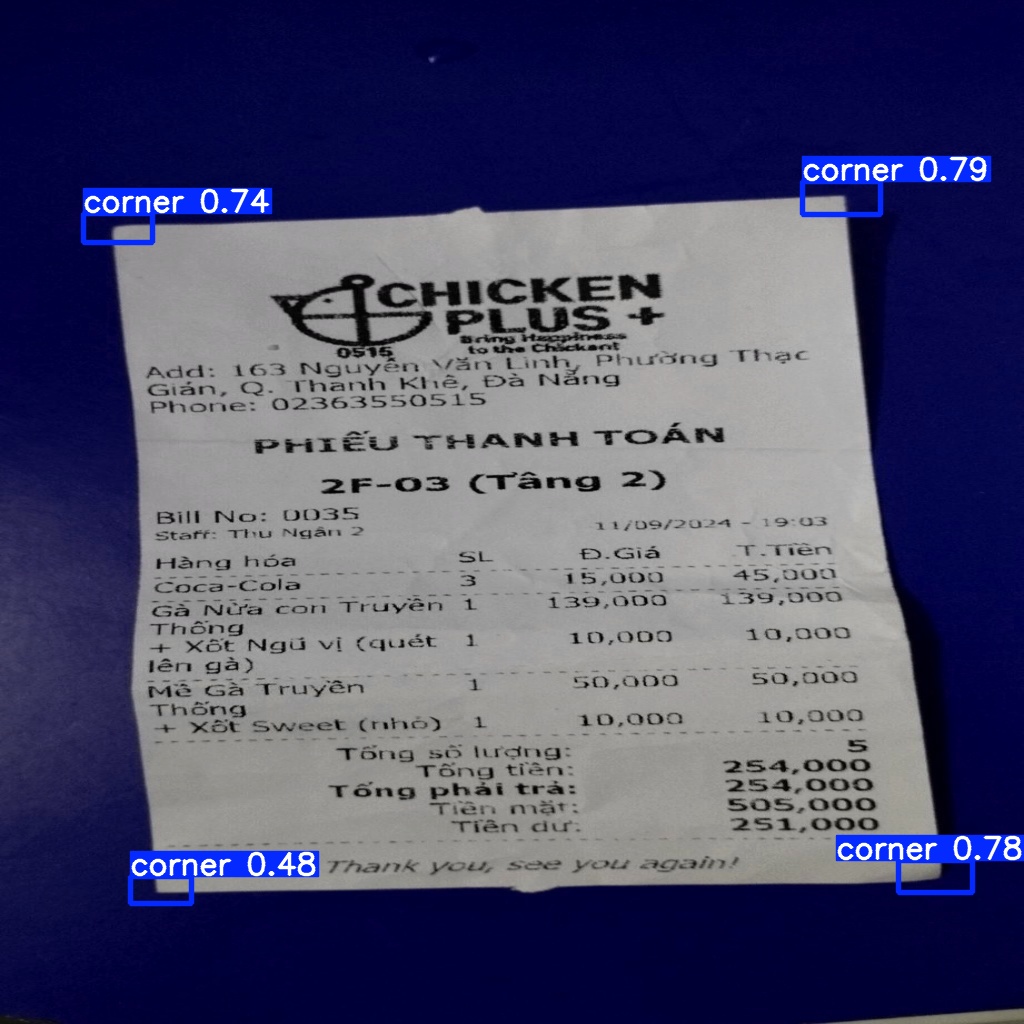 corner 0.74
corner 0.79
CHICKEN
PLUS +
Bring Happiness
to the Chickent
0515
Add: 163 Nguyễn Văn Linh, Phường Thạc
Gián, Q. Thanh Khê, Đà Nẵng
Phone: 02363550515
PHIẾU THANH TOÁN
2F-03 (Tầng 2)
Bill No: 0035
Staff: Thu Ngân 2 11/09/2024 - 19:03
Hàng hóa SL Đ.Giá T.Tiền
Coca-Cola 3 15,000 45,000
Gà Nửa con Truyền 1 139,000 139,000
Thống
+ Xốt Ngũ vị (quét 1 10,000 10,000
lên gà)
Mề Gà Truyền 1 50,000 50,000
Thống
+ Xốt Sweet (nhỏ) 1 10,000 10,000
Tổng số lượng: 5
Tổng tiền: 254,000
Tổng phải trả: 254,000
Tiền mặt: 505,000
Tiền dư: 251,000
Thank you, see you again!
corner 0.48
corner 0.78